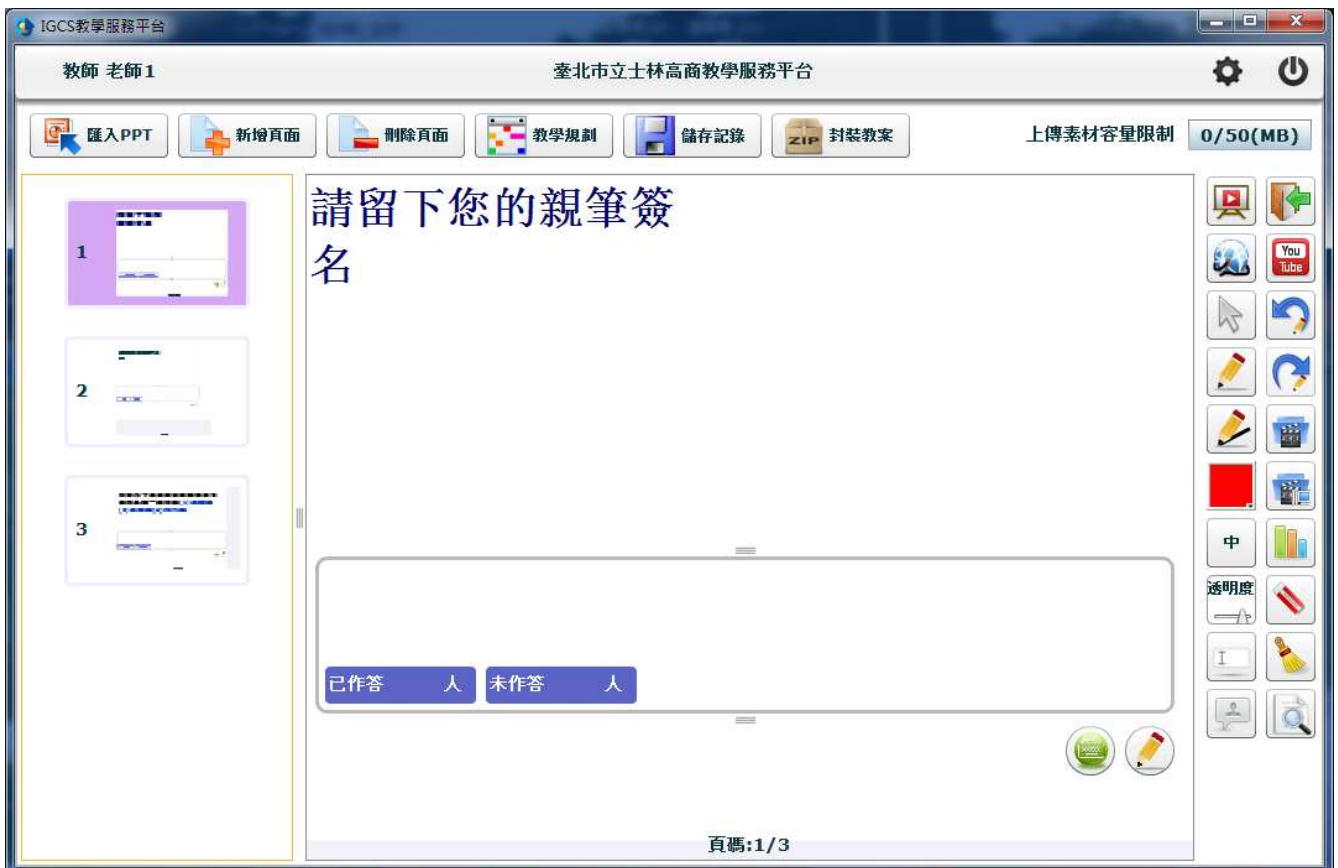 IGCS教學服務平台
教師 老師1
臺北市立士林高商教學服務平台
匯入PPT
新增頁面
刪除頁面
教學規劃
儲存記錄
ZIP 封裝教案
上傳素材容量限制
0/50(MB)
1
2
3
請留下您的親筆簽
名
You
Tube
中
透明度
已作答 人
未作答 人
頁碼:1/3